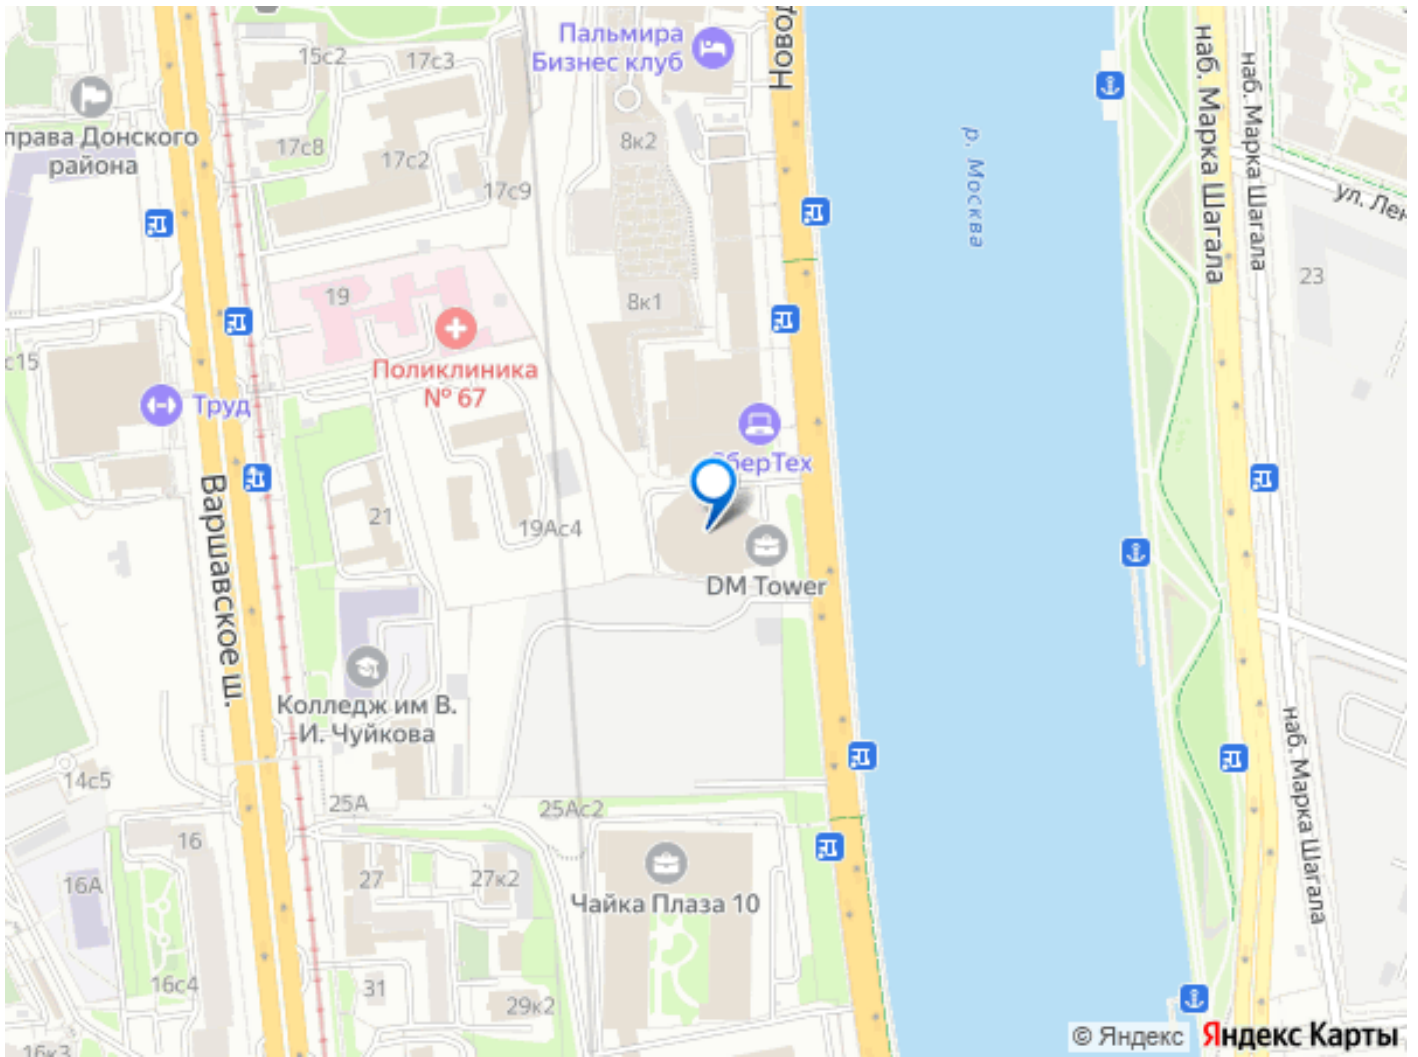 Пальмира
Бизнес клуб
15с2
17с3
Новод
наб. Марка Шагала
наб. Марка Шагала
права Донского
района
17с8
17с2
17с9
8к2
р. Москва
ул. Лен
23
19
8к1
с15
Поликлиника
№ 67
Труд
СберТех
Варшавское ш.
21
19Ас4
DM Tower
Колледж им В.
И. Чуйкова
14с5
25А
25Ас2
наб. Марка Шагала
16
16А
27
27к2
Чайка Плаза 10
16с4
31
29к2
16к3
© Яндекс
Яндекс Карты